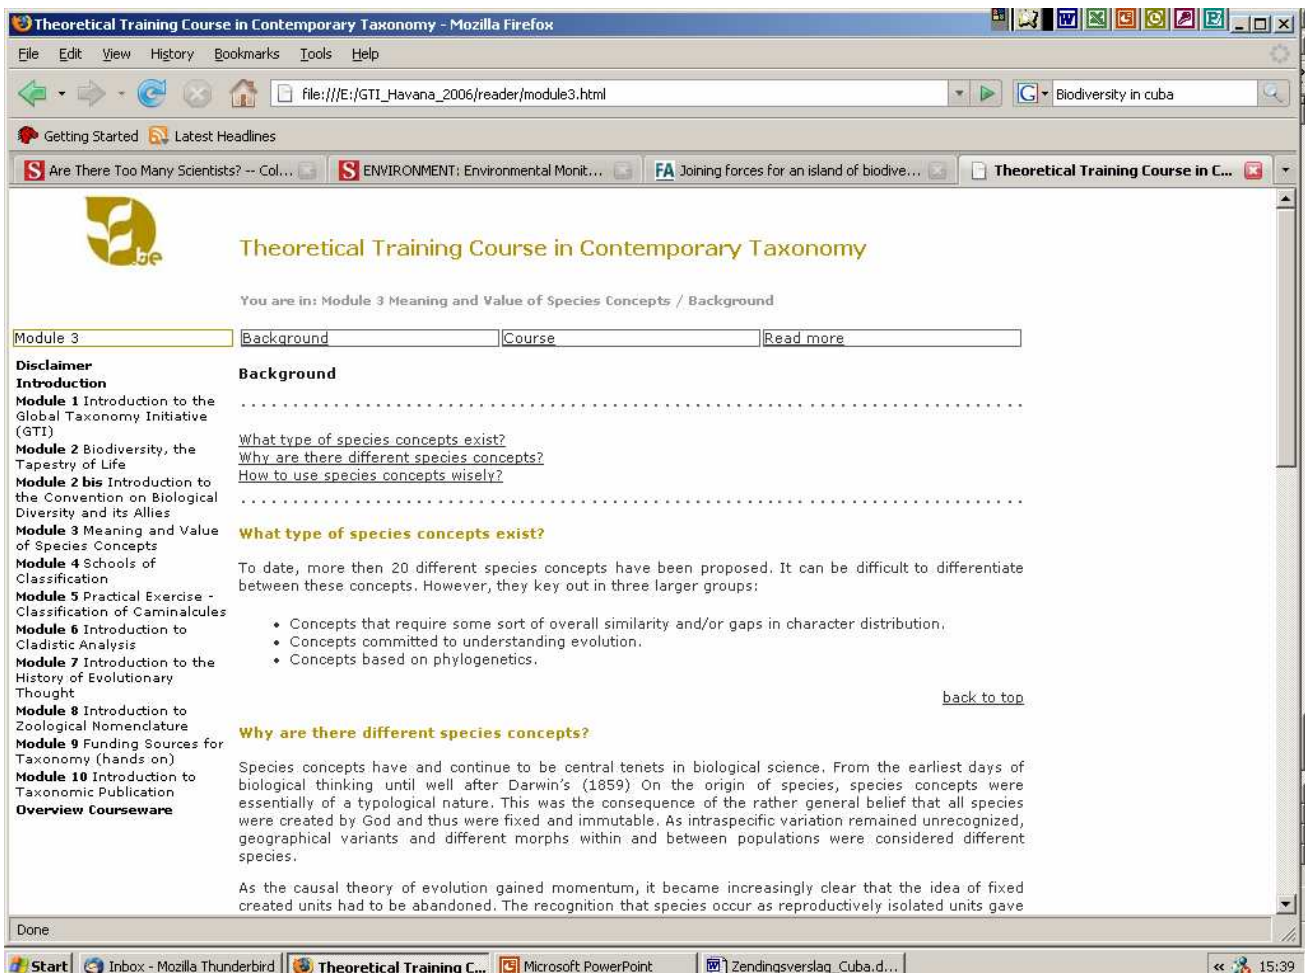 Theoretical Training Course in Contemporary Taxonomy - Mozilla Firefox
File Edit View History Bookmarks Tools Help
file:///E:/GTI_Havana_2006/reader/module3.html
G
Biodiversity in cuba
Getting Started
Latest Headlines
S Are There Too Many Scientists? -- Col...
S ENVIRONMENT: Environmental Monit...
FA Joining forces for an island of biodive...
Theoretical Training Course in C...
.be
Theoretical Training Course in Contemporary Taxonomy
You are in: Module 3 Meaning and Value of Species Concepts / Background
Module 3
Background
Course
Read more
Disclaimer
Introduction
Module 1 Introduction to the
Global Taxonomy Initiative
(GTI)
Module 2 Biodiversity, the
Tapestry of Life
Module 2 bis Introduction to
the Convention on Biological
Diversity and its Allies
Module 3 Meaning and Value
of Species Concepts
Module 4 Schools of
Classification
Module 5 Practical Exercise -
Classification of Caminalcules
Module 6 Introduction to
Cladistic Analysis
Module 7 Introduction to the
History of Evolutionary
Thought
Module 8 Introduction to
Zoological Nomenclature
Module 9 Funding Sources for
Taxonomy (hands on)
Module 10 Introduction to
Taxonomic Publication
Overview Courseware
Background
What type of species concepts exist?
Why are there different species concepts?
How to use species concepts wisely?
What type of species concepts exist?
To date, more then 20 different species concepts have been proposed. It can be difficult to differentiate
between these concepts. However, they key out in three larger groups:
• Concepts that require some sort of overall similarity and/or gaps in character distribution.
• Concepts committed to understanding evolution.
• Concepts based on phylogenetics.
back to top
Why are there different species concepts?
Species concepts have and continue to be central tenets in biological science. From the earliest days of
biological thinking until well after Darwin's (1859) On the origin of species, species concepts were
essentially of a typological nature. This was the consequence of the rather general belief that all species
were created by God and thus were fixed and immutable. As intraspecific variation remained unrecognized,
geographical variants and different morphs within and between populations were considered different
species.
As the causal theory of evolution gained momentum, it became increasingly clear that the idea of fixed
created units had to be abandoned. The recognition that species occur as reproductively isolated units gave
Done
Start
Inbox - Mozilla Thunderbird
Theoretical Training C...
Microsoft PowerPoint
Zendingsverslag_Cuba.d...
«
15:39